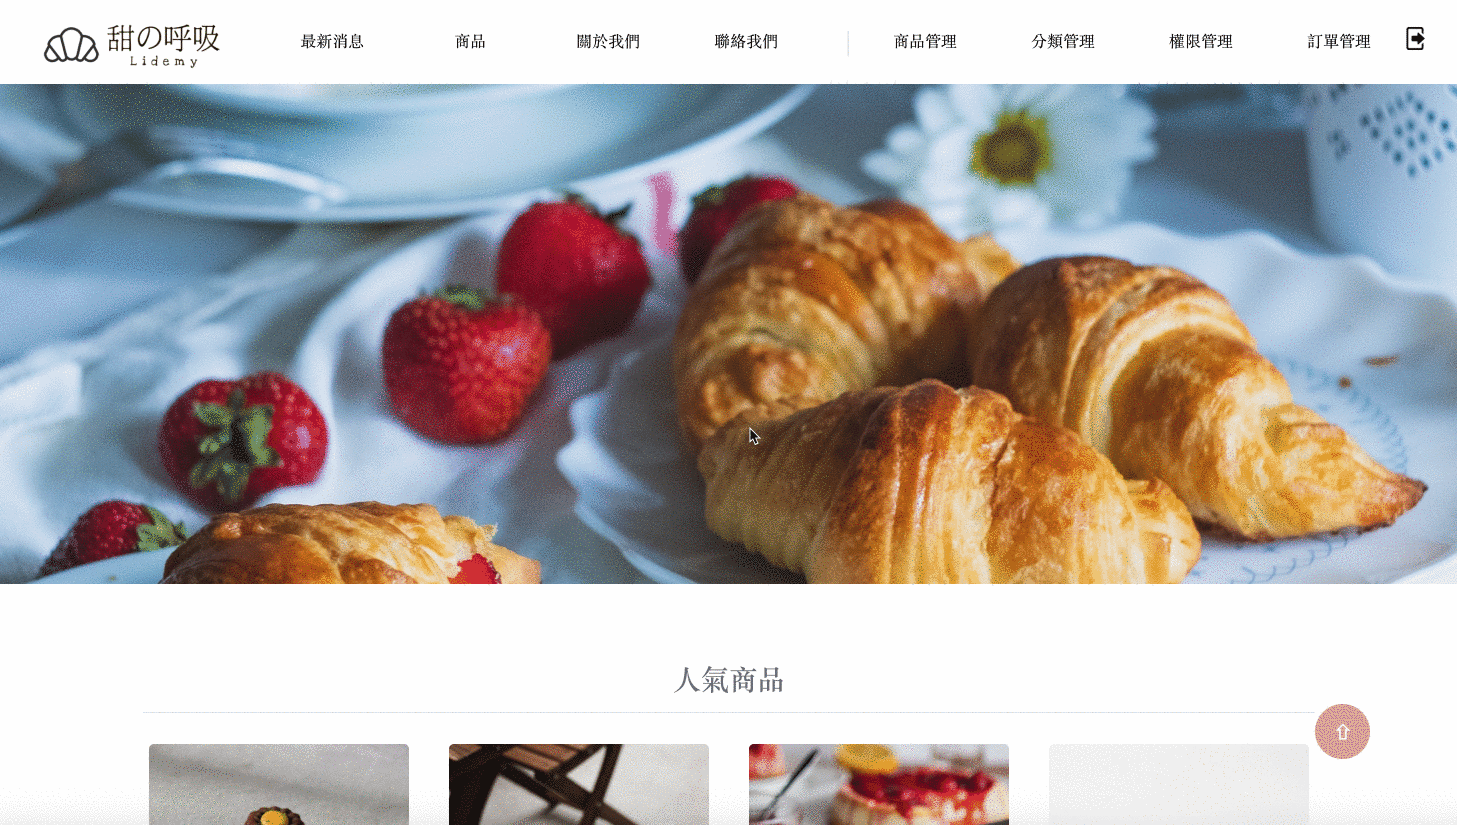 甜の呼吸
Lidemy
最新消息
商品
關於我們
聯絡我們
商品管理
分類管理
權限管理
訂單管理
人氣商品